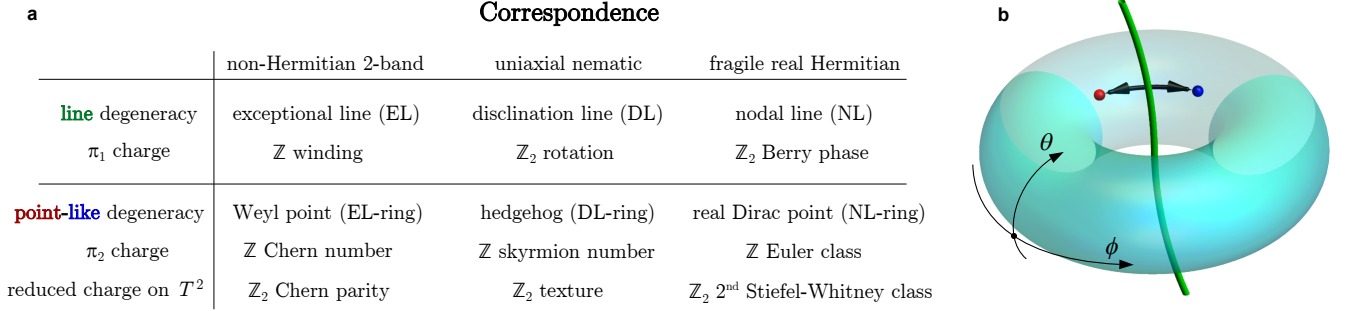 a
Correspondence
non-Hermitian 2-band uniaxial nematic fragile real Hermitian
line degeneracy exceptional line (EL) disclination line (DL) nodal line (NL)
π₁ charge ℤ winding ℤ₂ rotation ℤ₂ Berry phase
point-like degeneracy Weyl point (EL-ring) hedgehog (DL-ring) real Dirac point (NL-ring)
π₂ charge ℤ Chern number ℤ skyrmion number ℤ Euler class
reduced charge on T² ℤ₂ Chern parity ℤ₂ texture ℤ₂ 2ⁿᵈ Stiefel-Whitney class
b
θ
ϕ